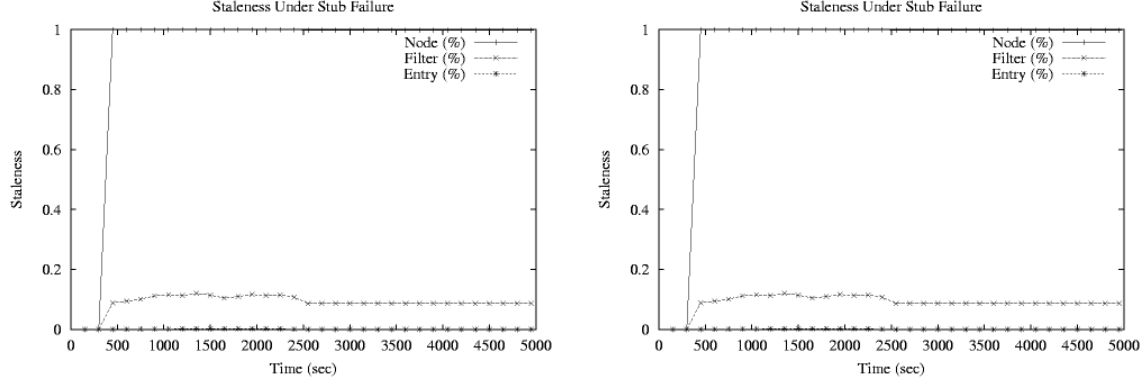 Staleness Under Stub Failure
1
0.8
0.6
0.4
0.2
0
Staleness
Node (%)
Filter (%)
Entry (%)
0 500 1000 1500 2000 2500 3000 3500 4000 4500 5000
Time (sec)
Staleness Under Stub Failure
1
0.8
0.6
0.4
0.2
0
Staleness
Node (%)
Filter (%)
Entry (%)
0 500 1000 1500 2000 2500 3000 3500 4000 4500 5000
Time (sec)